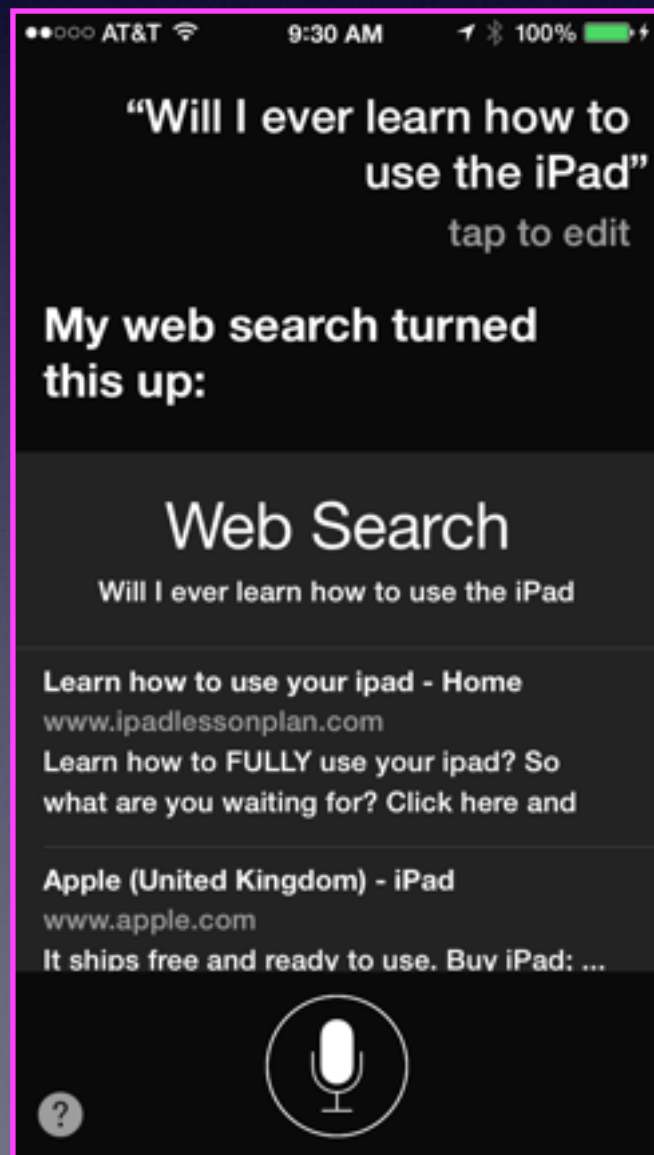 AT&T 9:30 AM 100%
“Will I ever learn how to
use the iPad”
tap to edit
My web search turned
this up:
Web Search
Will I ever learn how to use the iPad
Learn how to use your ipad - Home
www.ipadlessonplan.com
Learn how to FULLY use your ipad? So
what are you waiting for? Click here and
Apple (United Kingdom) - iPad
www.apple.com
It ships free and ready to use. Buy iPad; ...
?